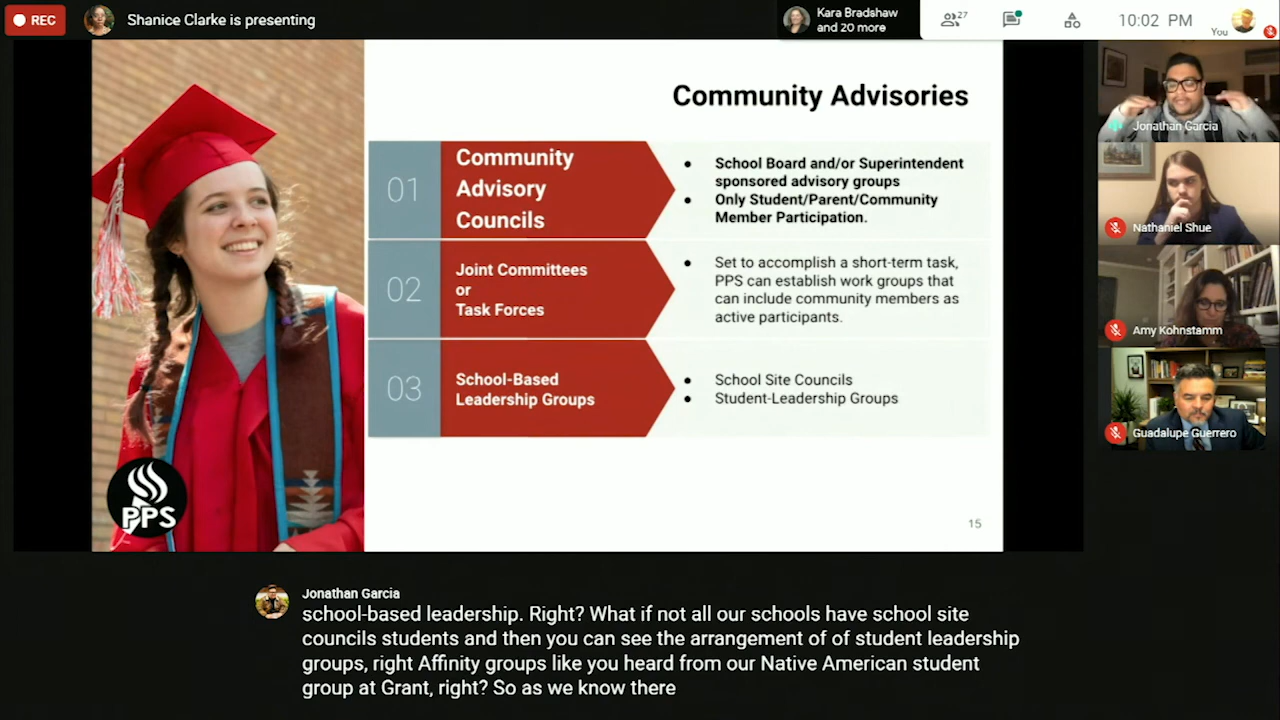 REC
Shanice Clarke is presenting
Kara Bradshaw
and 20 more
27
10:02 PM
You
Community Advisories
01
Community
Advisory
Councils
● School Board and/or Superintendent
sponsored advisory groups
● Only Student/Parent/Community
Member Participation.
02
Joint Committees
or
Task Forces
● Set to accomplish a short-term task,
PPS can establish work groups that
can include community members as
active participants.
03
School-Based
Leadership Groups
● School Site Councils
● Student-Leadership Groups
PPS
15
Jonathan Garcia
Nathaniel Shue
Amy Kohnstamm
Guadalupe Guerrero
Jonathan Garcia
school-based leadership. Right? What if not all our schools have school site
councils students and then you can see the arrangement of of student leadership
groups, right Affinity groups like you heard from our Native American student
group at Grant, right? So as we know there